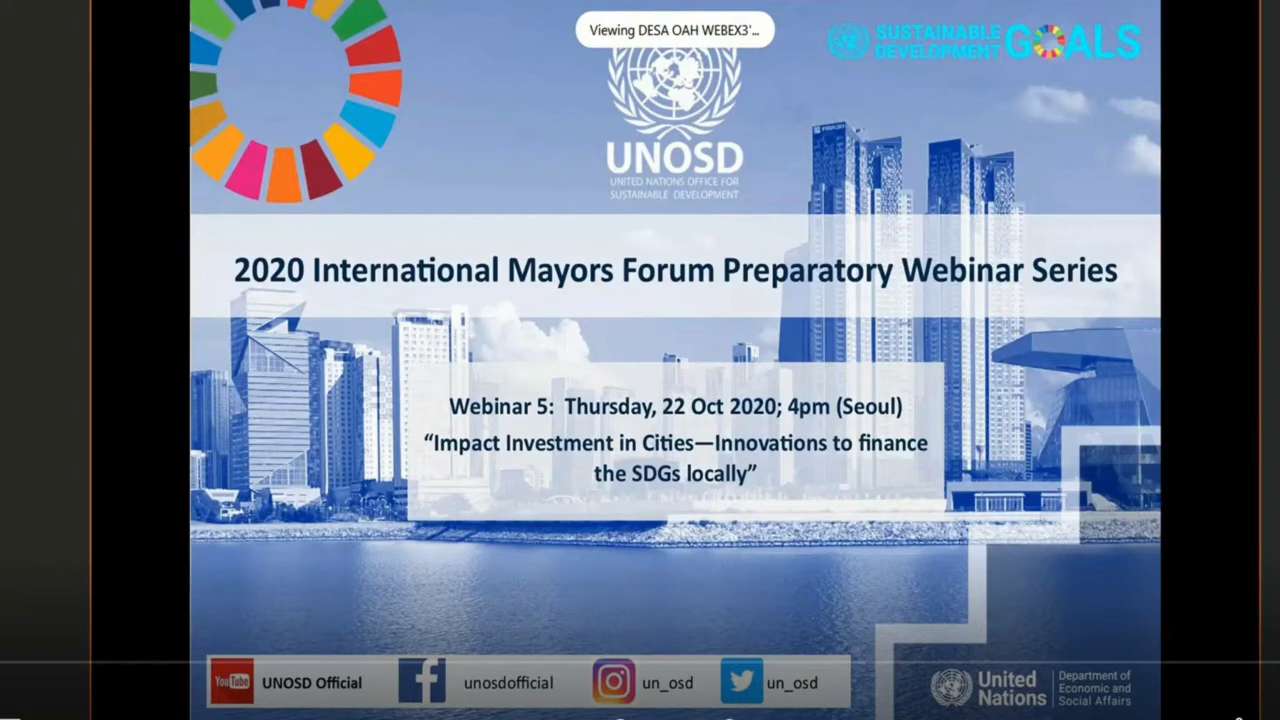 Viewing DESA OAH WEBEX3'...
SUSTAINABLE
DEVELOPMENT
GOALS
UNOSD
UNITED NATIONS OFFICE FOR
SUSTAINABLE DEVELOPMENT
2020 International Mayors Forum Preparatory Webinar Series
Webinar 5: Thursday, 22 Oct 2020; 4pm (Seoul)
“Impact Investment in Cities—Innovations to finance
the SDGs locally”
YouTube
UNOSD Official
unosdofficial
un_osd
un_osd
United
Nations
Department of
Economic and
Social Affairs